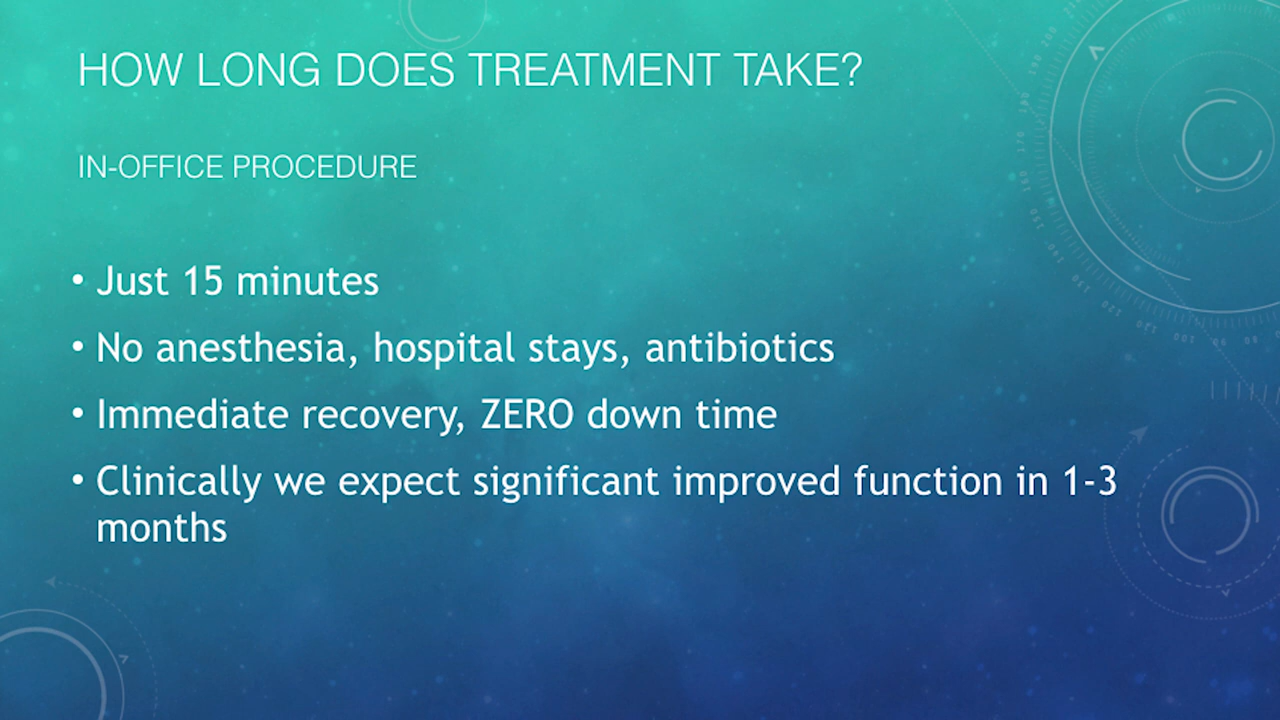 HOW LONG DOES TREATMENT TAKE?
IN-OFFICE PROCEDURE
• Just 15 minutes
• No anesthesia, hospital stays, antibiotics
• Immediate recovery, ZERO down time
• Clinically we expect significant improved function in 1-3
months